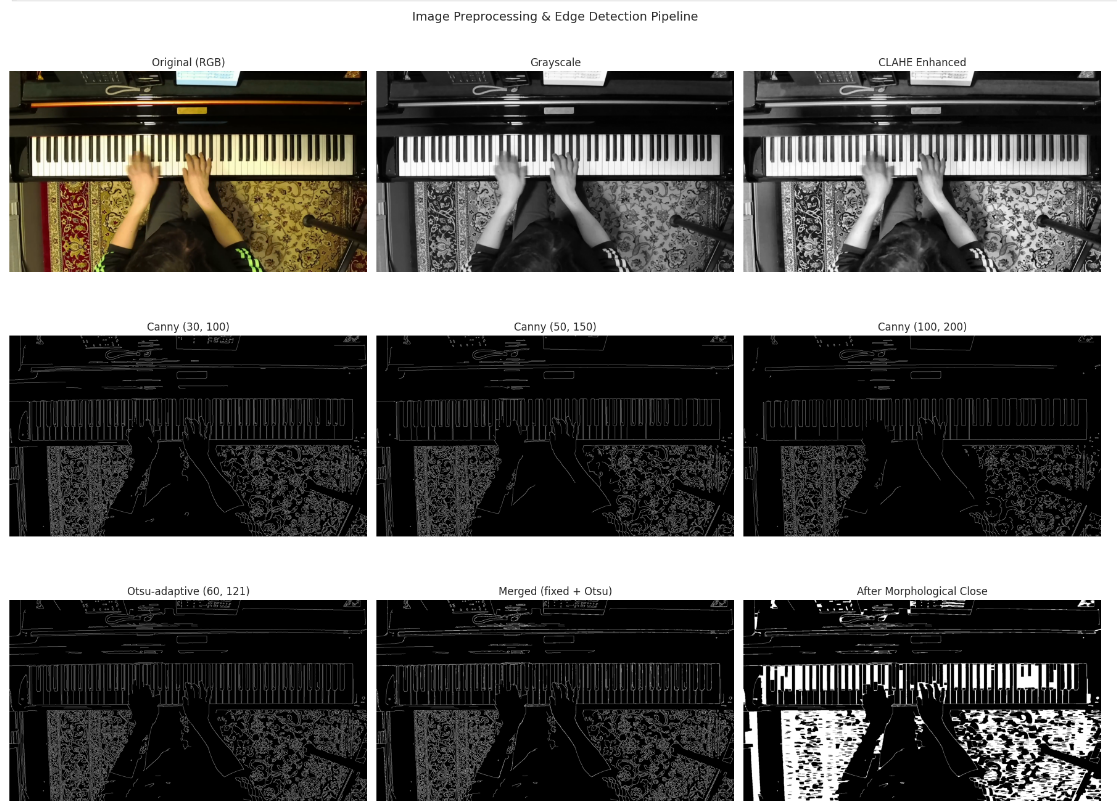 Image Preprocessing & Edge Detection Pipeline
Original (RGB)
Grayscale
CLAHE Enhanced
Canny (30, 100)
Canny (50, 150)
Canny (100, 200)
Otsu-adaptive (60, 121)
Merged (fixed + Otsu)
After Morphological Close